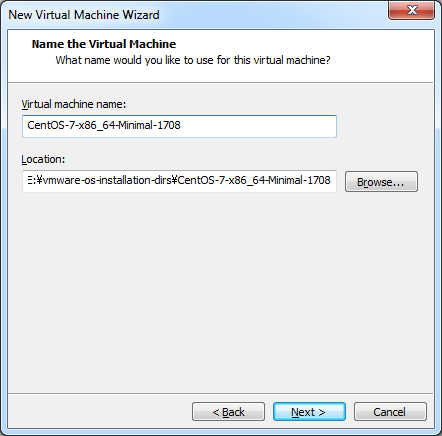 New Virtual Machine Wizard
Name the Virtual Machine
What name would you like to use for this virtual machine?
Virtual machine name:
CentOS-7-x86_64-Minimal-1708
Location:
E:¥vmware-os-installation-dirs¥CentOS-7-x86_64-Minimal-1708
Browse...
< Back
Next >
Cancel